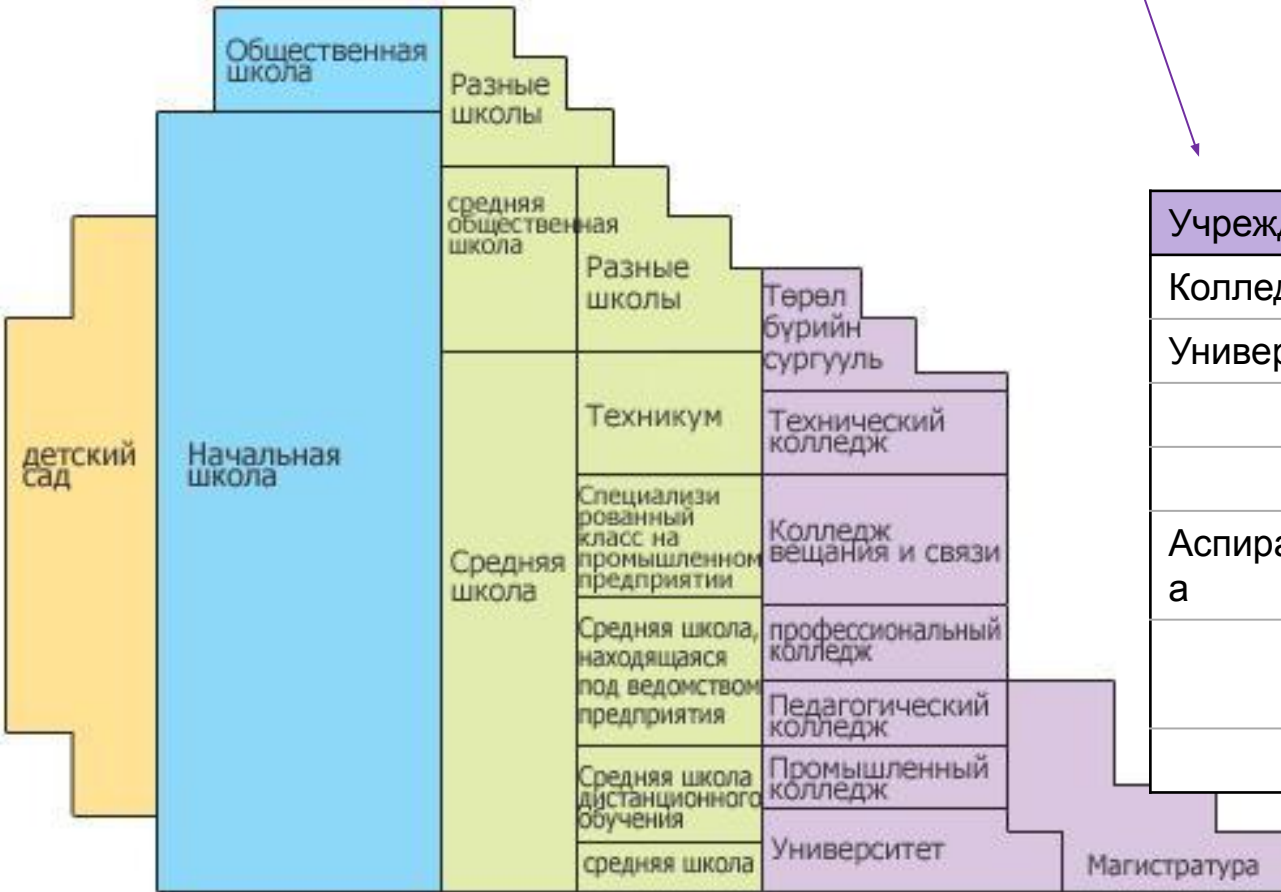 Общественная
школа
Разные
школы
средняя
общественная
школа
Разные
школы
Төрөл
бүрийн
сургууль
Техникум
Технический
колледж
детский
сад
Начальная
школа
Средняя
школа
Специализи
рованный
класс на
промышленном
предприятии
Колледж
вещания и связи
Средняя школа,
находящаяся
под ведомством
предприятия
профессиональный
колледж
Педагогический
колледж
Средняя школа
дистанционного
обучения
Промышленный
колледж
средняя школа
Университет
Магистратура
Учреж
Коллед
Универ
Аспира
а